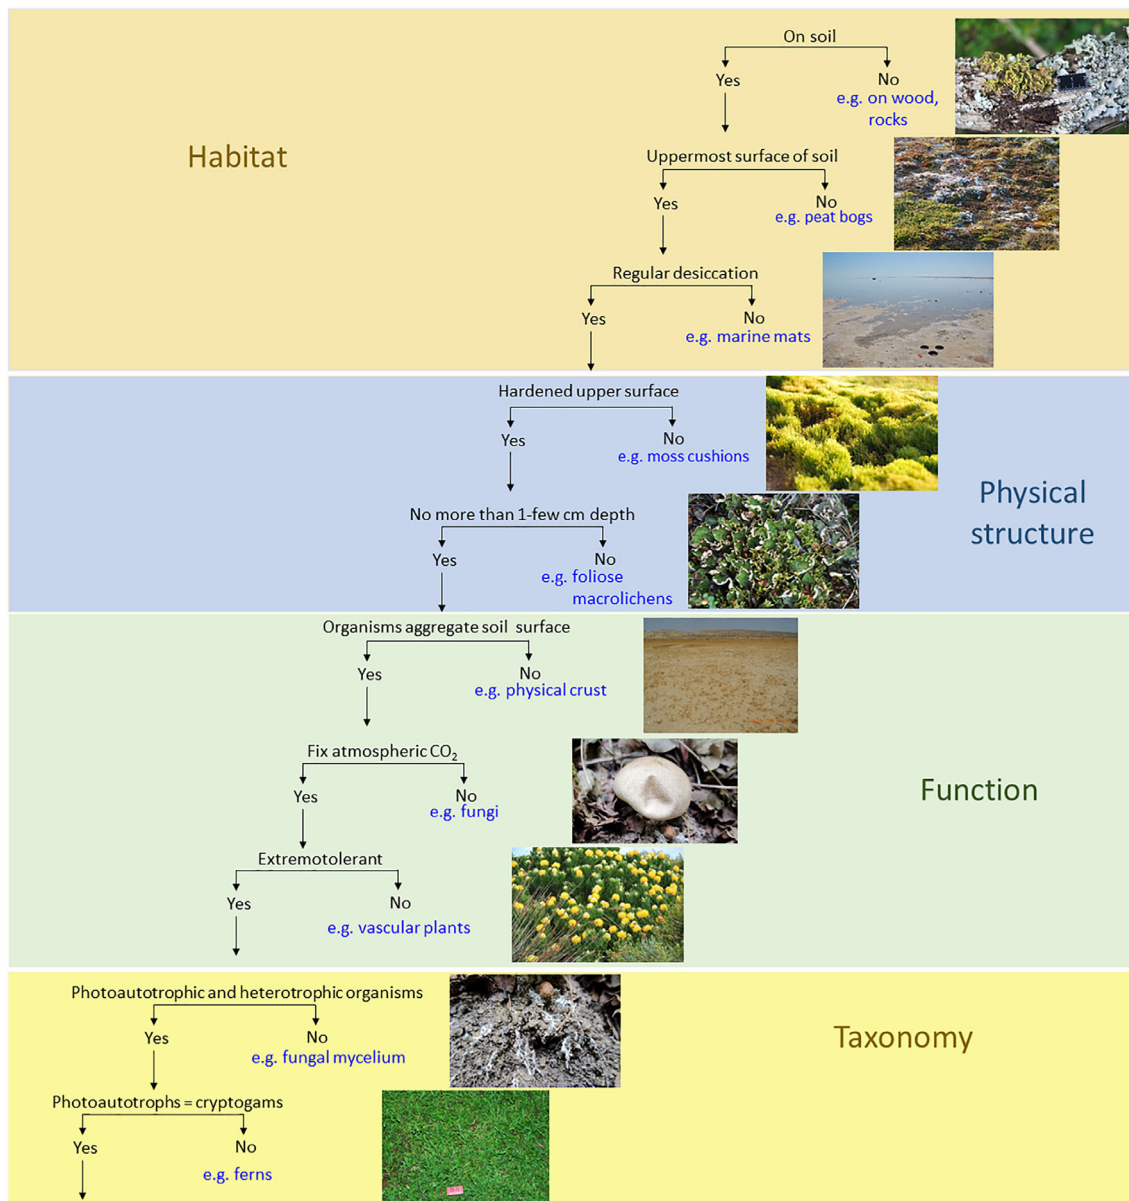 On soil
Yes
No
e.g. on wood,
rocks
Habitat
Uppermost surface of soil
Yes
No
e.g. peat bogs
Regular desiccation
Yes
No
e.g. marine mats
Hardened upper surface
Yes
No
e.g. moss cushions
Physical
structure
No more than 1-few cm depth
Yes
No
e.g. foliose
macrolichens
Organisms aggregate soil surface
Yes
No
e.g. physical crust
Fix atmospheric CO₂
Yes
No
e.g. fungi
Function
Extremotolerant
Yes
No
e.g. vascular plants
Photoautotrophic and heterotrophic organisms
Yes
No
e.g. fungal mycelium
Taxonomy
Photoautotrophs = cryptogams
Yes
No
e.g. ferns